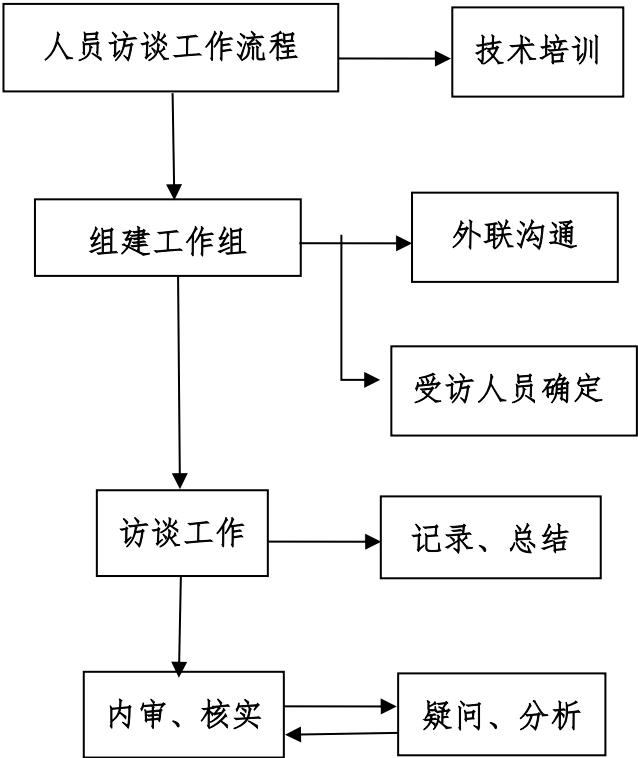 人员访谈工作流程
技术培训
组建工作组
外联沟通
受访人员确定
访谈工作
记录、总结
内审、核实
疑问、分析